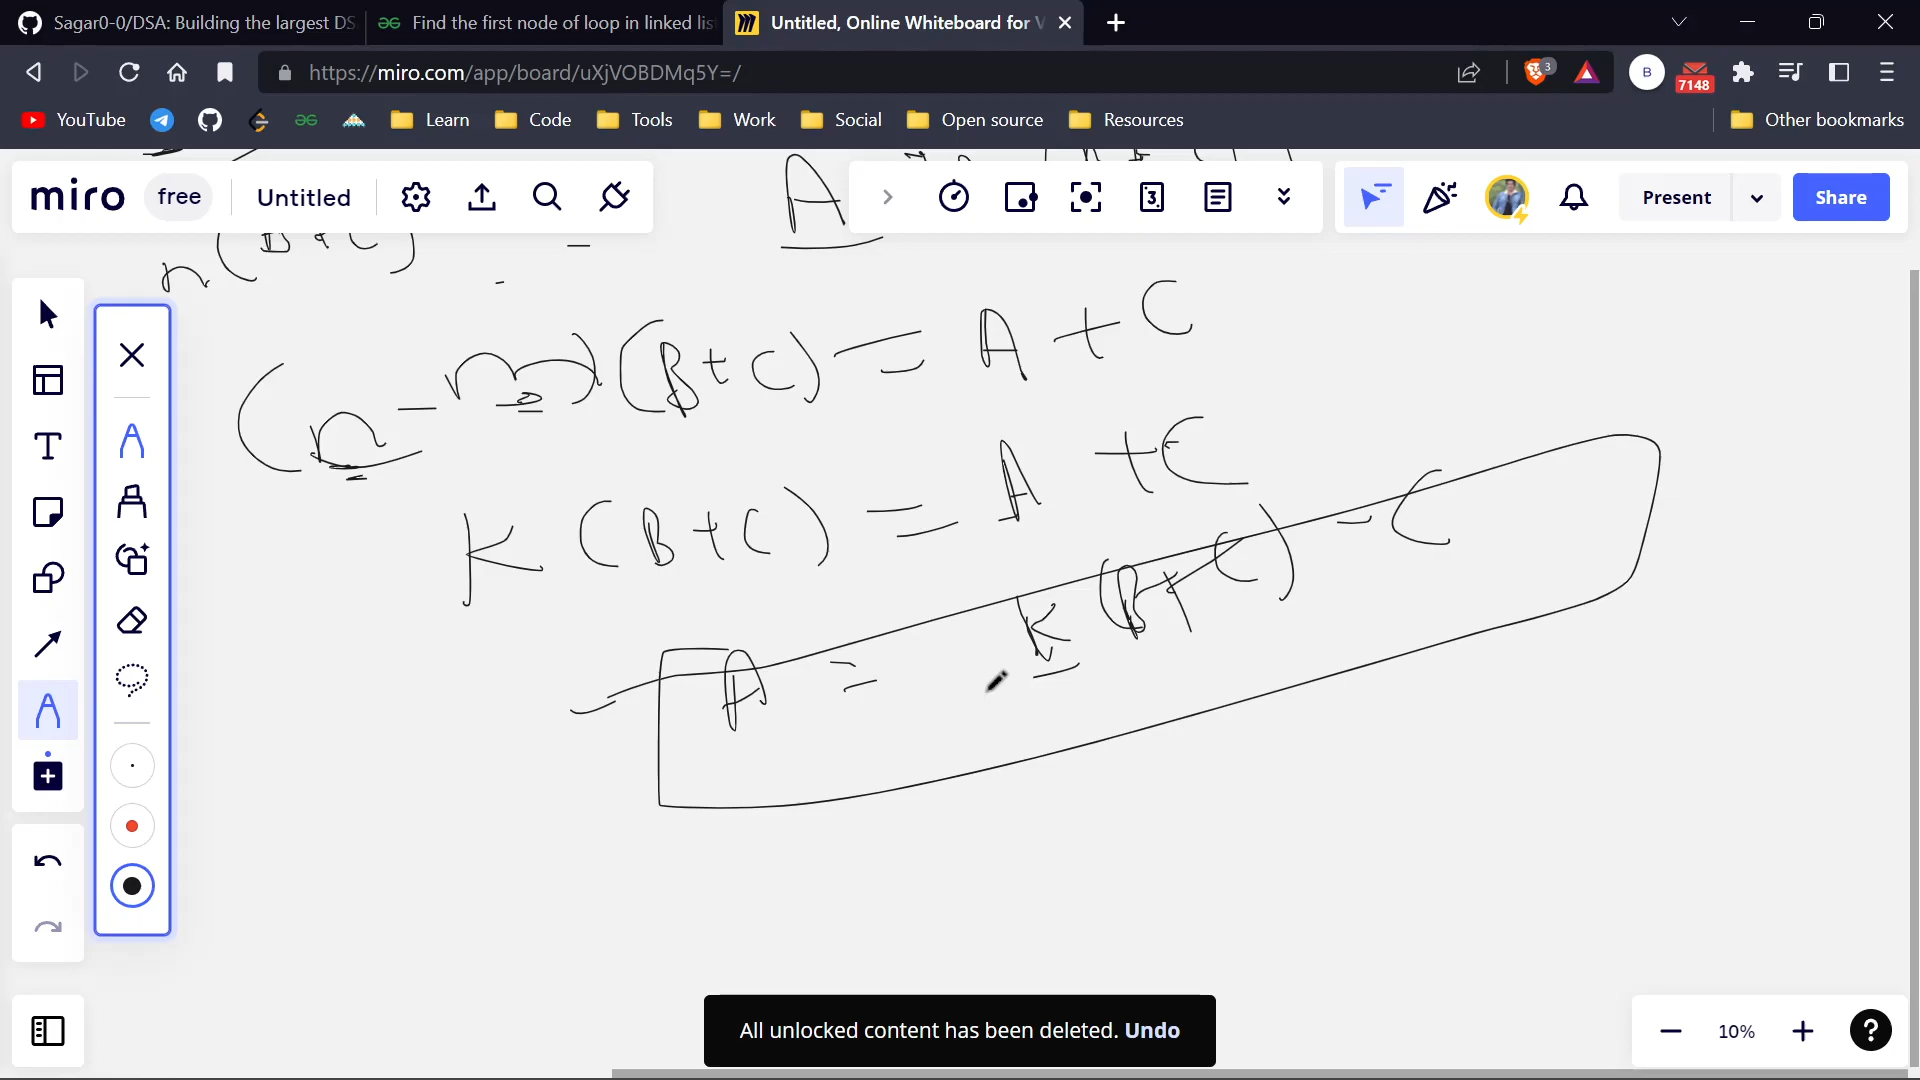 Sagar0-0/DSA: Building the largest DS
Find the first node of loop in linked lis
Untitled, Online Whiteboard for V
https://miro.com/app/board/uXjVOBDMq5Y=/
3
B
7148
YouTube
Learn
Code
Tools
Work
Social
Open source
Resources
Other bookmarks
miro
free
Untitled
3
Present
Share
A
n(B+C)
(n-m)(B+C) = A + C
K (B+C) = A + C
A = K (B+C) - C
All unlocked content has been deleted. Undo
10%